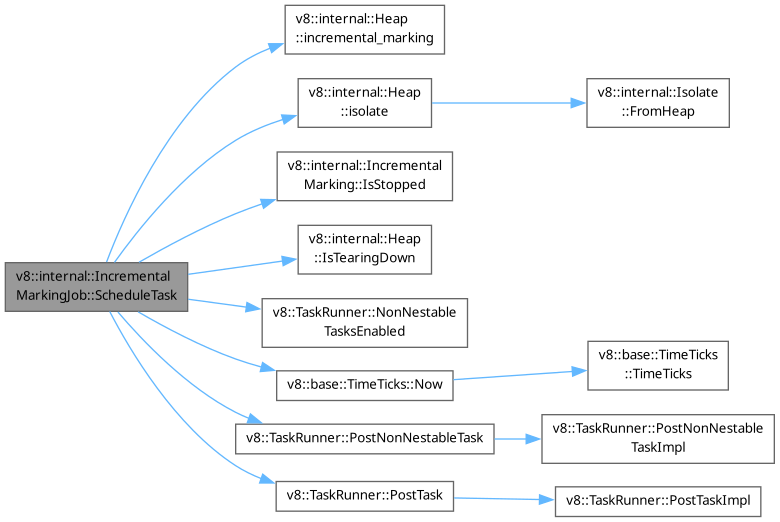 v8::internal::Heap
::incremental_marking
v8::internal::Heap
::isolate
v8::internal::Isolate
::FromHeap
v8::internal::Incremental
Marking::IsStopped
v8::internal::Heap
::IsTearingDown
v8::internal::Incremental
MarkingJob::ScheduleTask
v8::TaskRunner::NonNestable
TasksEnabled
v8::base::TimeTicks::Now
v8::base::TimeTicks
::TimeTicks
v8::TaskRunner::PostNonNestableTask
v8::TaskRunner::PostNonNestable
TaskImpl
v8::TaskRunner::PostTask
v8::TaskRunner::PostTaskImpl